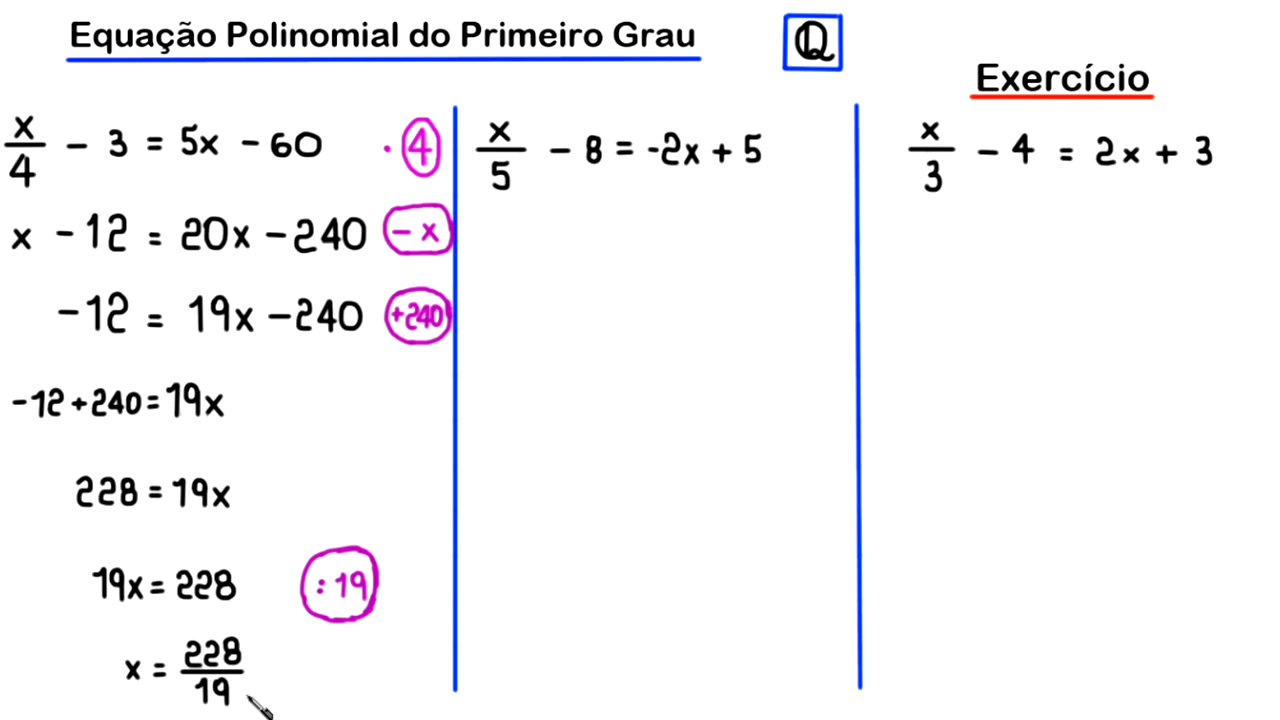 Equação Polinomial do Primeiro Grau
ℚ
x/4 - 3 = 5x - 60 · 4
x - 12 = 20x - 240 - x
-12 = 19x - 240 +240
-12 + 240 = 19x
228 = 19x
19x = 228 : 19
x = 228/19
x/5 - 8 = -2x + 5
Exercício
x/3 - 4 = 2x + 3